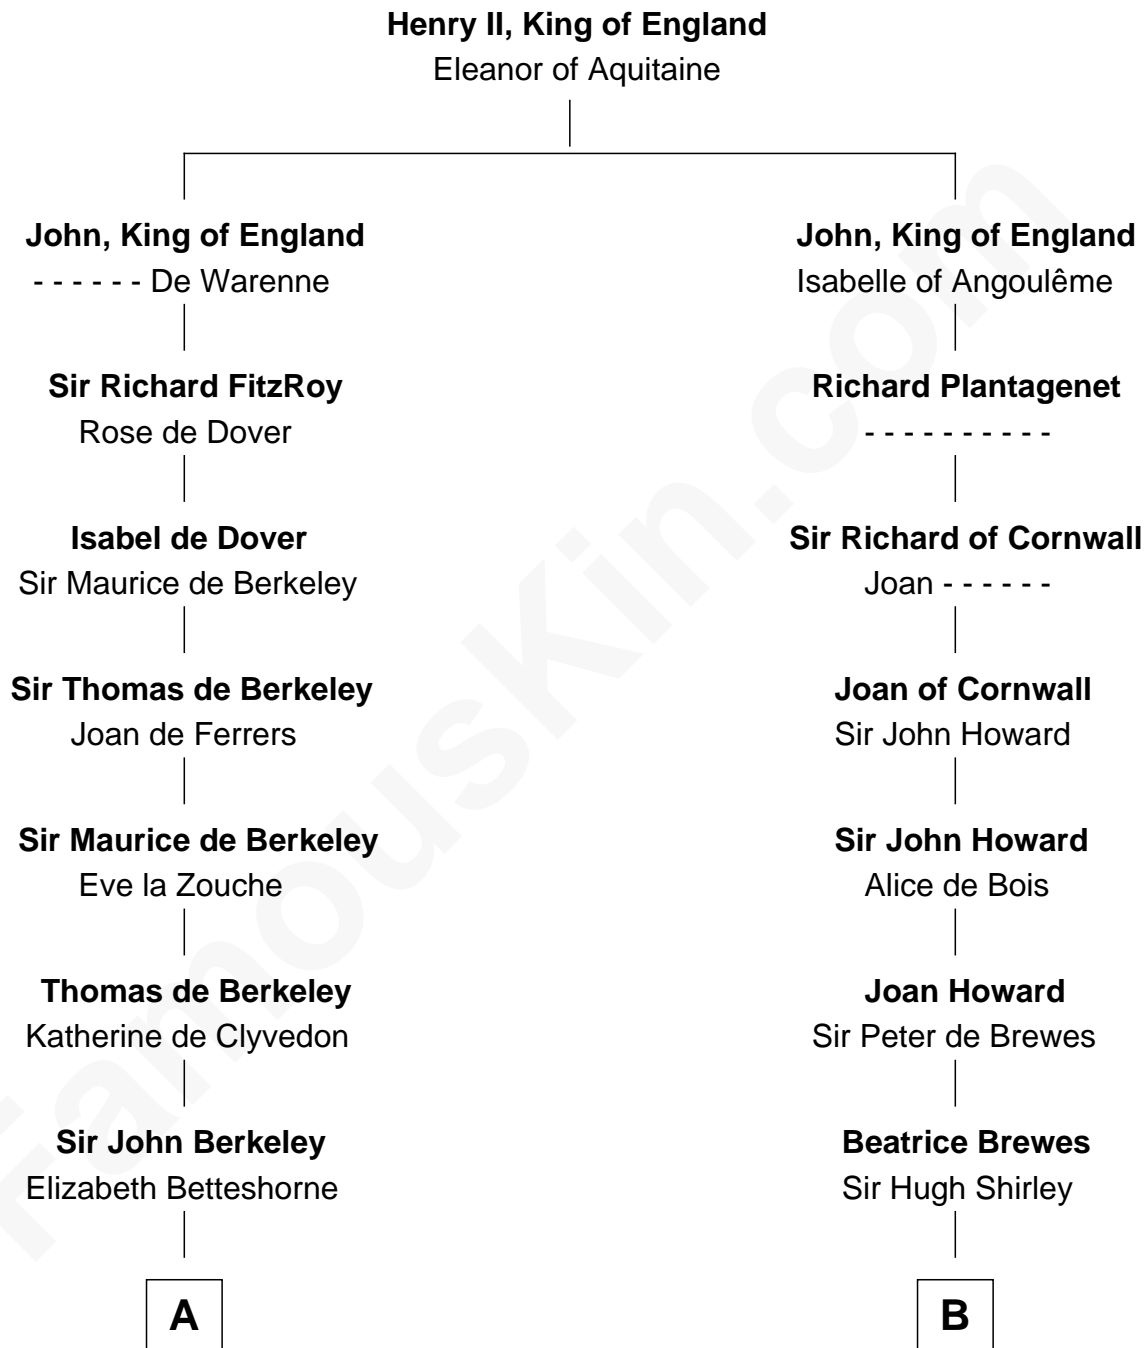 Henry II, King of England
Eleanor of Aquitaine
John, King of England
- - - - - - De Warenne
John, King of England
Isabelle of Angoulême
Sir Richard FitzRoy
Rose de Dover
Richard Plantagenet
- - - - - - - - - -
Isabel de Dover
Sir Maurice de Berkeley
Sir Richard of Cornwall
Joan - - - - - -
Sir Thomas de Berkeley
Joan de Ferrers
Joan of Cornwall
Sir John Howard
Sir Maurice de Berkeley
Eve la Zouche
Sir John Howard
Alice de Bois
Thomas de Berkeley
Katherine de Clyvedon
Joan Howard
Sir Peter de Brewes
Sir John Berkeley
Elizabeth Betteshorne
Beatrice Brewes
Sir Hugh Shirley
A
B
FamousKin.com